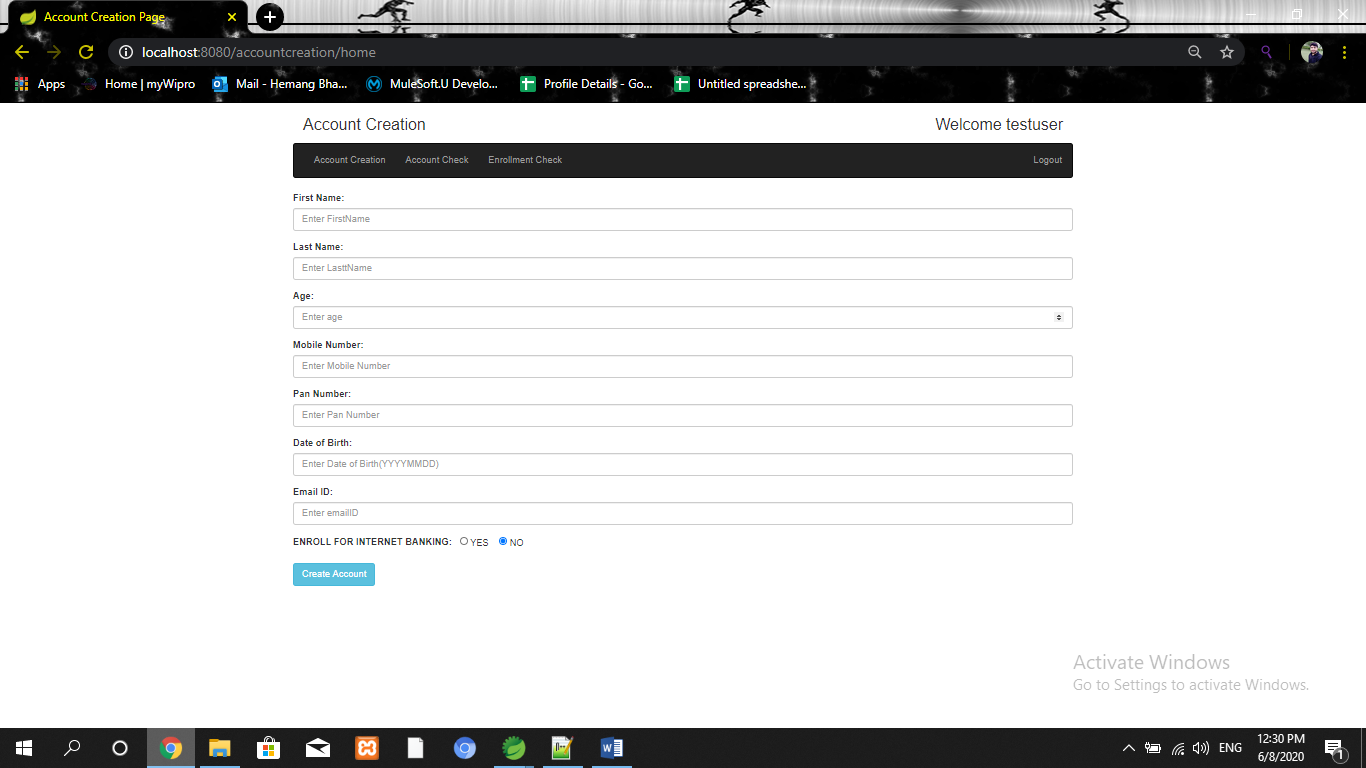 Account Creation Page
localhost:8080/accountcreation/home
Apps Home | myWipro Mail - Hemang Bha... MuleSoft.U Develo... Profile Details - Go... Untitled spreadshe...
Account Creation Welcome testuser
Account Creation Account Check Enrollment Check Logout
First Name:
Enter FirstName
Last Name:
Enter LasttName
Age:
Enter age
Mobile Number:
Enter Mobile Number
Pan Number:
Enter Pan Number
Date of Birth:
Enter Date of Birth(YYYYMMDD)
Email ID:
Enter emailID
ENROLL FOR INTERNET BANKING: YES NO
Create Account
Activate Windows
Go to Settings to activate Windows.
ENG
12:30 PM
6/8/2020
1